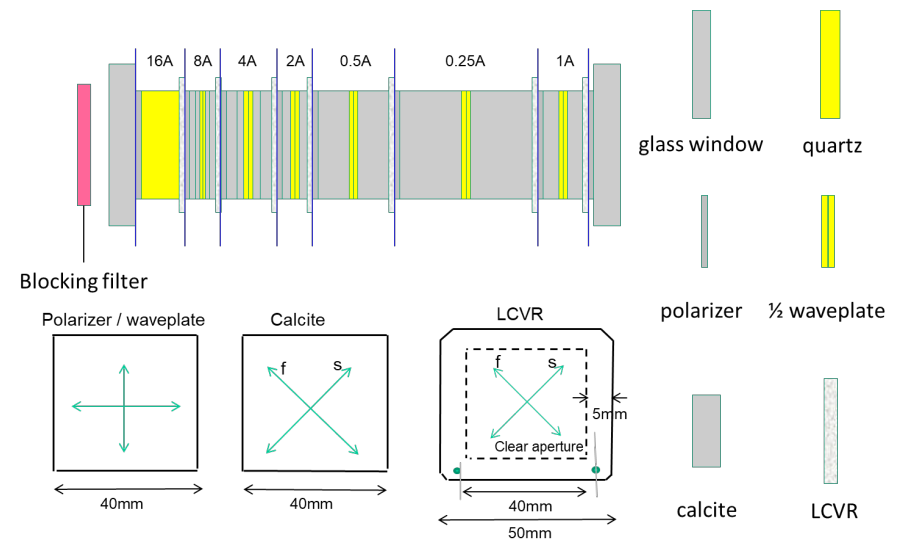 16A 8A 4A 2A 0.5A 0.25A 1A
glass window quartz
Blocking filter
polarizer ½ waveplate
Polarizer / waveplate Calcite LCVR
f s f s
5mm
Clear aperture
40mm 40mm 40mm
50mm
calcite LCVR